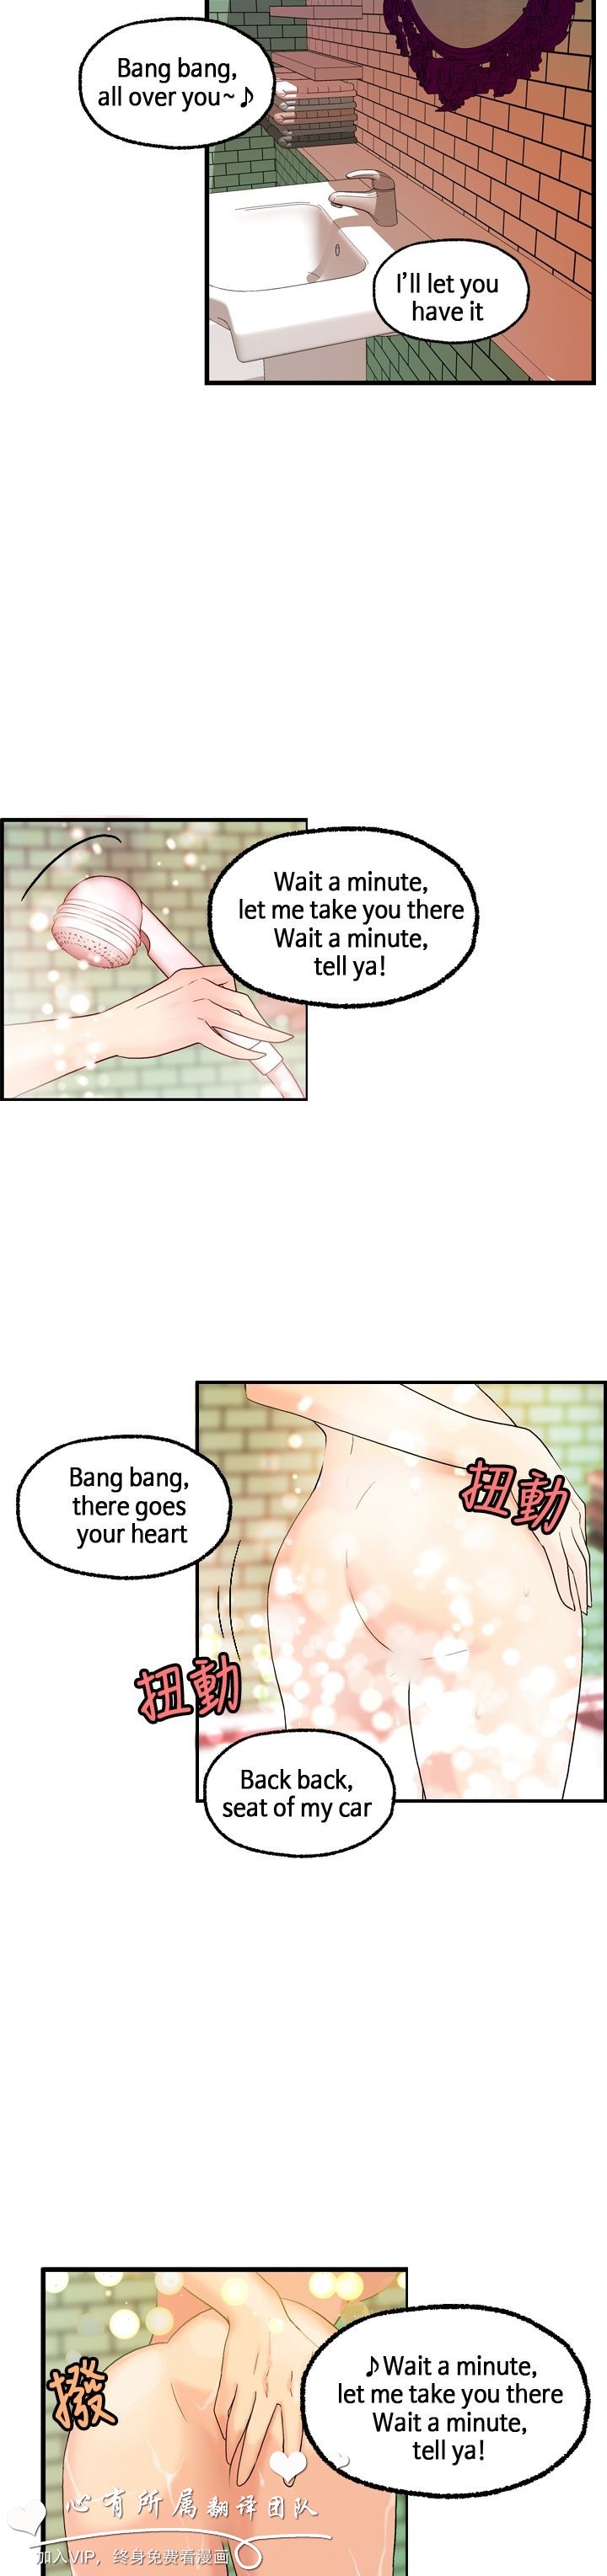 Bang bang,
all over you~♪
I'll let you
have it
Wait a minute,
let me take you there
Wait a minute,
tell ya!
扭動
Bang bang,
there goes
your heart
扭動
Back back,
seat of my car
撥
♪Wait a minute,
let me take you there
Wait a minute,
tell ya!
心有所属翻译团队
加入VIP，终身免费看漫画